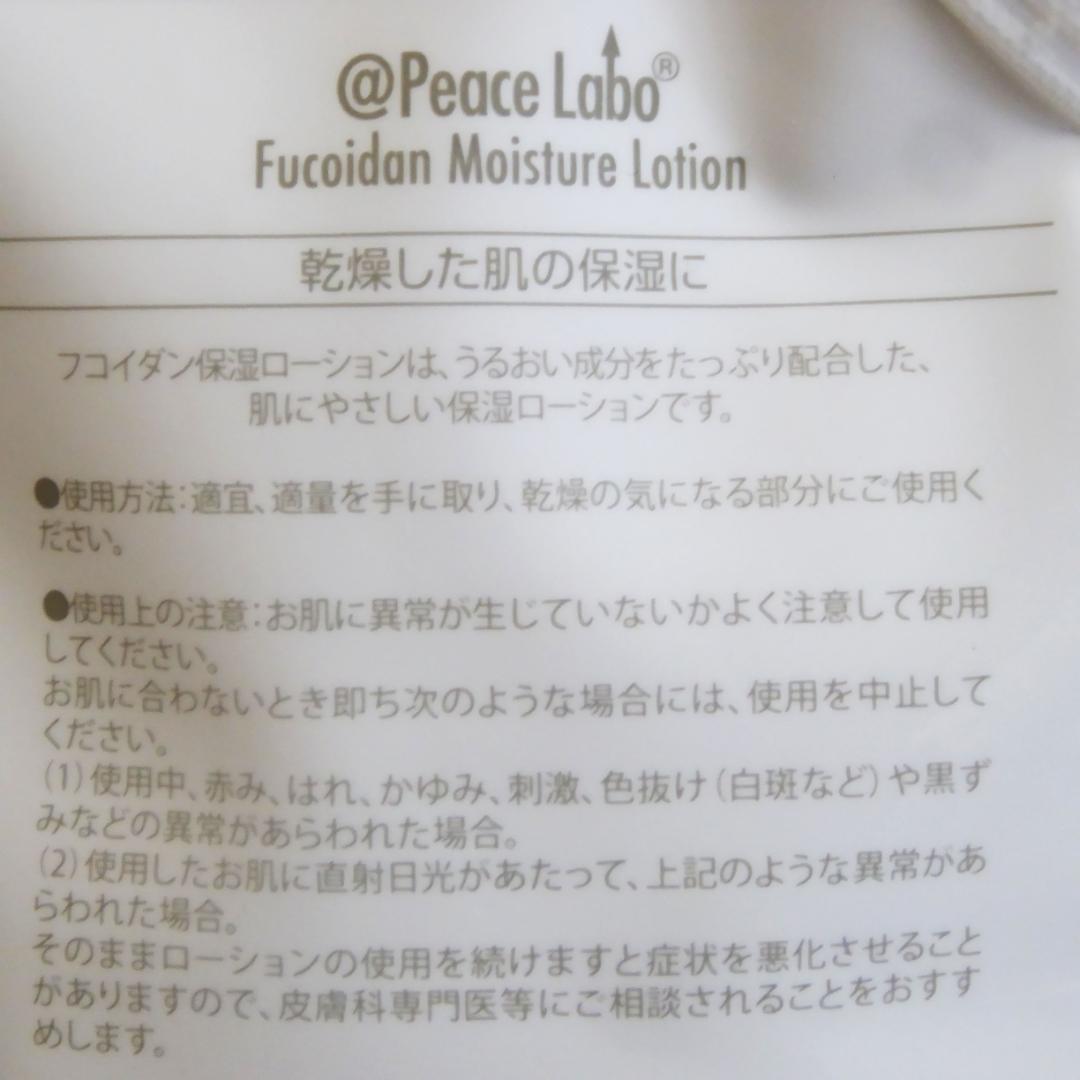 @Peace Labo®
Fucoidan Moisture Lotion
乾燥した肌の保湿に
フコイダン保湿ローションは、うるおい成分をたっぷり配合した、
肌にやさしい保湿ローションです。
●使用方法：適宜、適量を手に取り、乾燥の気になる部分にご使用く
ださい。
●使用上の注意：お肌に異常が生じていないかよく注意して使用
してください。
お肌に合わないとき即ち次のような場合には、使用を中止して
ください。
（1）使用中、赤み、はれ、かゆみ、刺激、色抜け（白斑など）や黒ず
みなどの異常があらわれた場合。
（2）使用したお肌に直射日光があたって、上記のような異常があ
らわれた場合。
そのままローションの使用を続けますと症状を悪化させること
がありますので、皮膚科専門医等にご相談されることをおすす
めします。